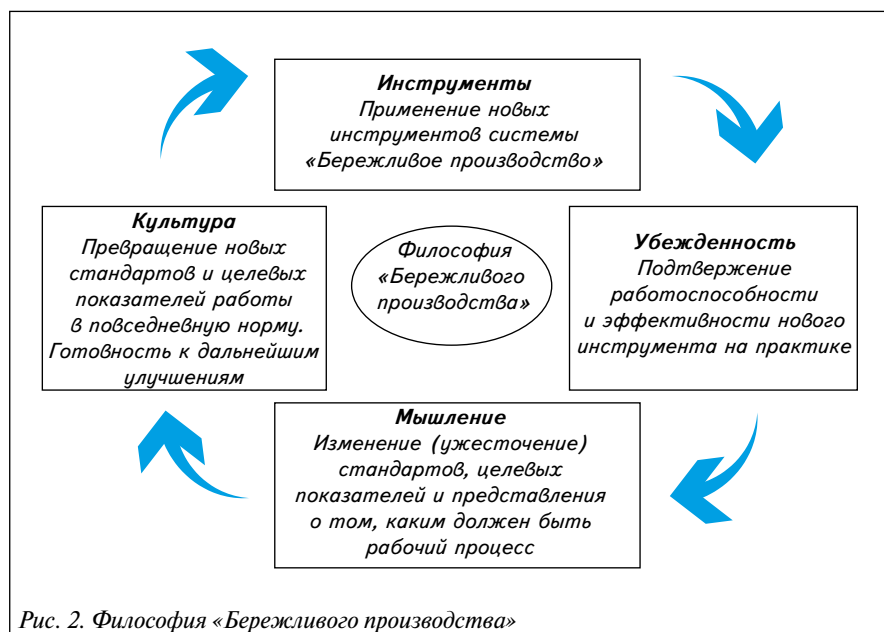 Инструменты
Применение новых
инструментов системы
«Бережливое производство»
Культура
Превращение новых
стандартов и целевых
показателей работы
в повседневную норму.
Готовность к дальнейшим
улучшениям
Философия
«Бережливого
производства»
Убежденность
Подтвержение
работоспособности
и эффективности нового
инструмента на практике
Мышление
Изменение (ужесточение)
стандартов, целевых
показателей и представления
о том, каким должен быть
рабочий процесс
Рис. 2. Философия «Бережливого производства»